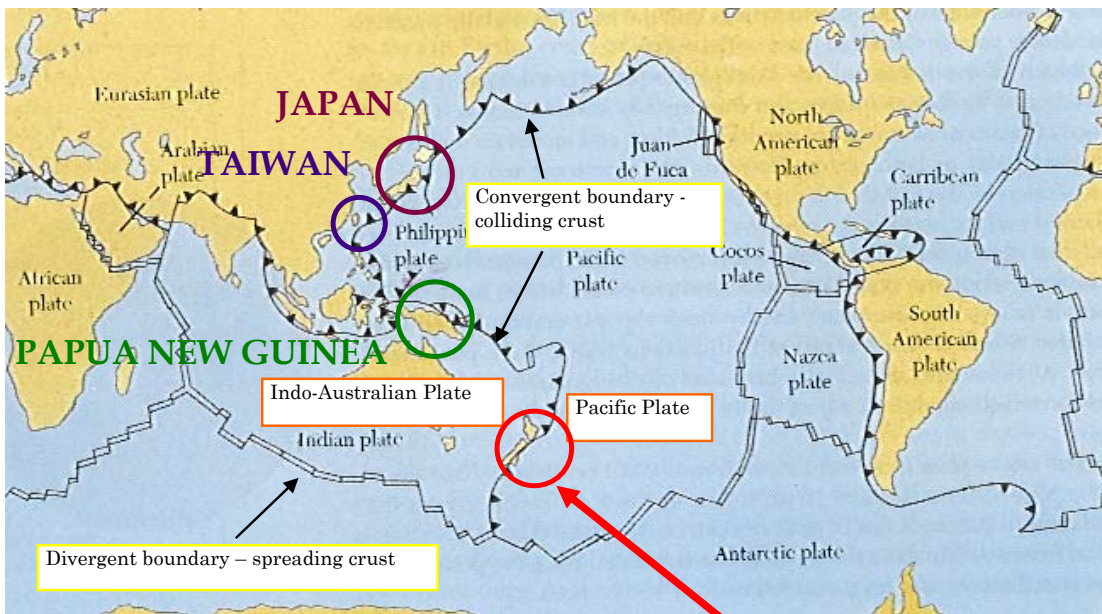 Eurasian plate
JAPAN
Arabian
plate
TAIWAN
Juan
de Fuca
North
American
plate
Carribean
plate
Convergent boundary -
colliding crust
Philippin
plate
Pacific
plate
Cocos
plate
African
plate
South
American
plate
PAPUA NEW GUINEA
Nazca
plate
Indo-Australian Plate
Pacific Plate
Indian plate
Divergent boundary – spreading crust
Antarctic plate